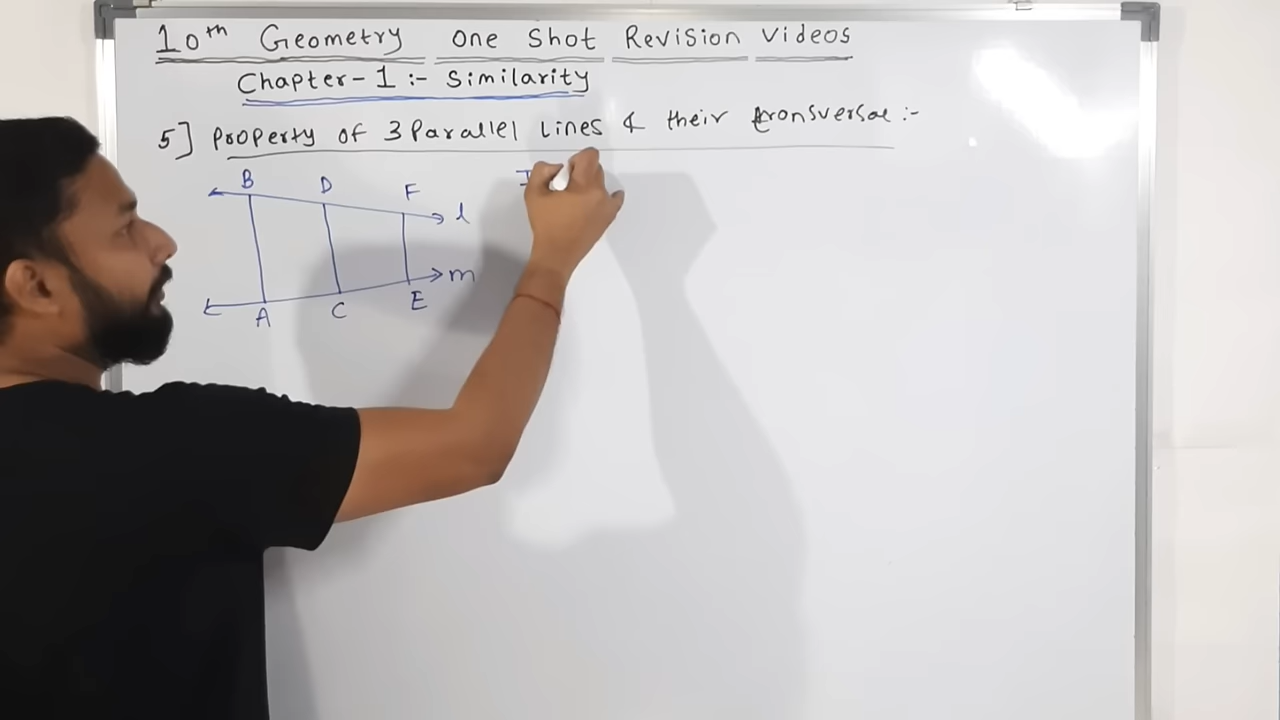 10th Geometry one Shot Revision Videos
Chapter-1 :- Similarity
5] Property of 3 Parallel Lines & their transversal :-
B D F l
m
A C E
I